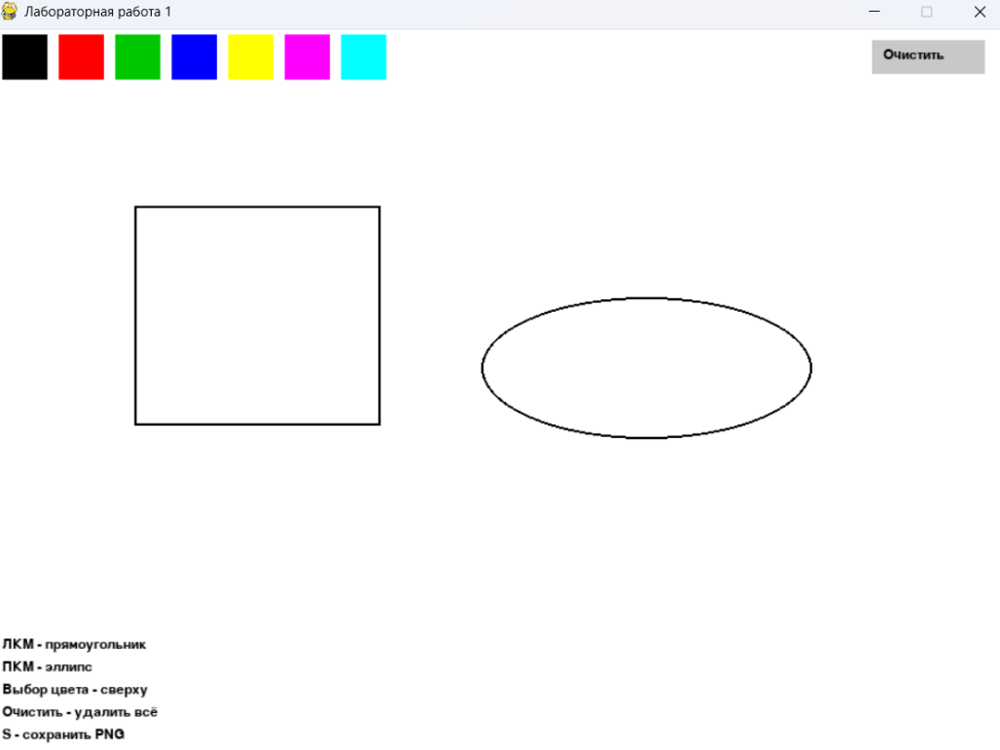 Лабораторная работа 1
Очистить
ЛКМ - прямоугольник
ПКМ - эллипс
Выбор цвета - сверху
Очистить - удалить всё
S - сохранить PNG